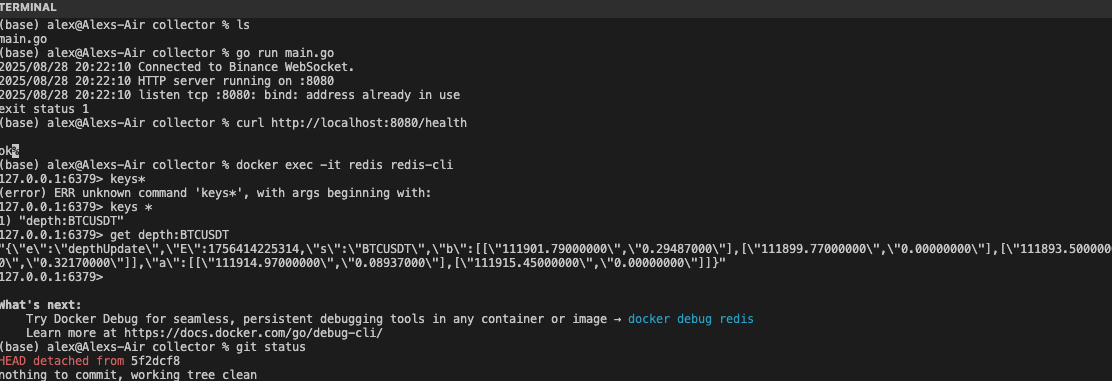 TERMINAL
(base) alex@Alexs-Air collector % ls
main.go
(base) alex@Alexs-Air collector % go run main.go
2025/08/28 20:22:10 Connected to Binance WebSocket.
2025/08/28 20:22:10 HTTP server running on :8080
2025/08/28 20:22:10 listen tcp :8080: bind: address already in use
exit status 1
(base) alex@Alexs-Air collector % curl http://localhost:8080/health
ok%
(base) alex@Alexs-Air collector % docker exec -it redis redis-cli
127.0.0.1:6379> keys*
(error) ERR unknown command 'keys*', with args beginning with:
127.0.0.1:6379> keys *
1) "depth:BTCUSDT"
127.0.0.1:6379> get depth:BTCUSDT
"{\"e\":\"depthUpdate\",\"E\":1756414225314,\"s\":\"BTCUSDT\",\"b\":[[\"111901.79000000\",\"0.29487000\"],[\"111899.77000000\",\"0.00000000\"],[\"111893.5000000
0\",\"0.32170000\"]],\"a\":[[\"111914.97000000\",\"0.08937000\"],[\"111915.45000000\",\"0.00000000\"]]}"
127.0.0.1:6379>
What's next:
Try Docker Debug for seamless, persistent debugging tools in any container or image → docker debug redis
Learn more at https://docs.docker.com/go/debug-cli/
(base) alex@Alexs-Air collector % git status
HEAD detached from 5f2dcf8
nothing to commit, working tree clean